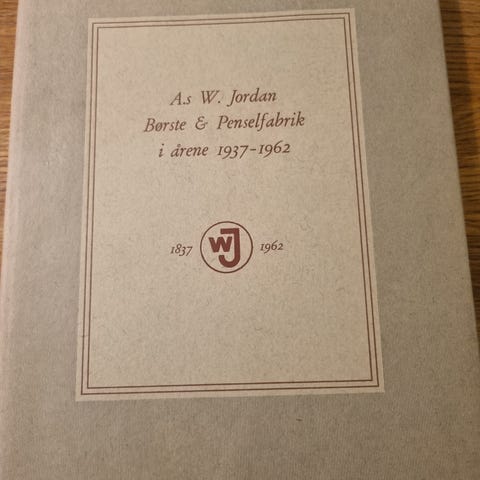 A.s W. Jordan
Børste & Penselfabrik
i årene 1937-1962
1837 WJ 1962